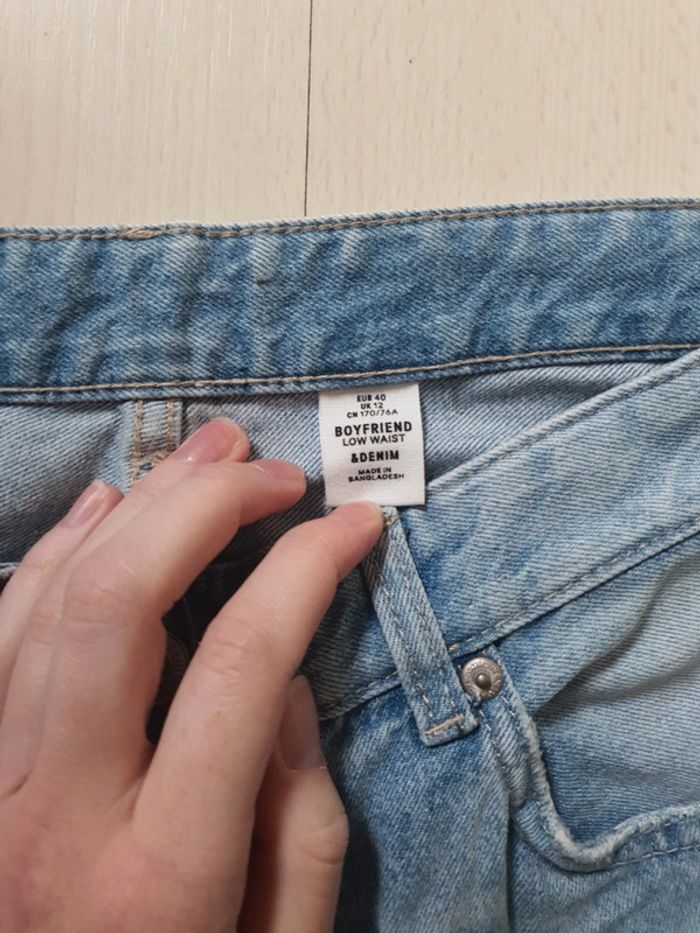 EUR 40
UK 12
CN 170/76A
BOYFRIEND
LOW WAIST
&DENIM
MADE IN
BANGLADESH